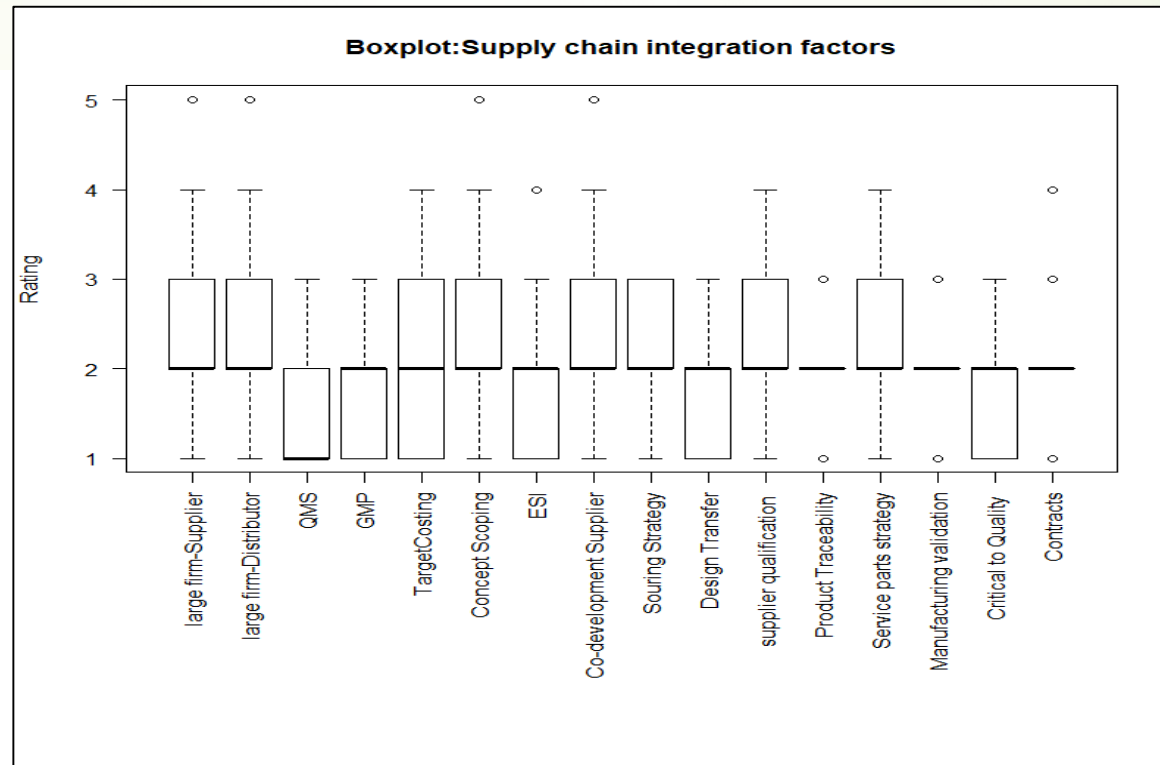 Boxplot:Supply chain integration factors
Rating
5
4
3
2
1
large firm-Supplier
large firm-Distributor
QMS
GMP
TargetCosting
Concept Scoping
ESI
Co-development Supplier
Souring Strategy
Design Transfer
supplier qualification
Product Traceability
Service parts strategy
Manufacturing validation
Critical to Quality
Contracts